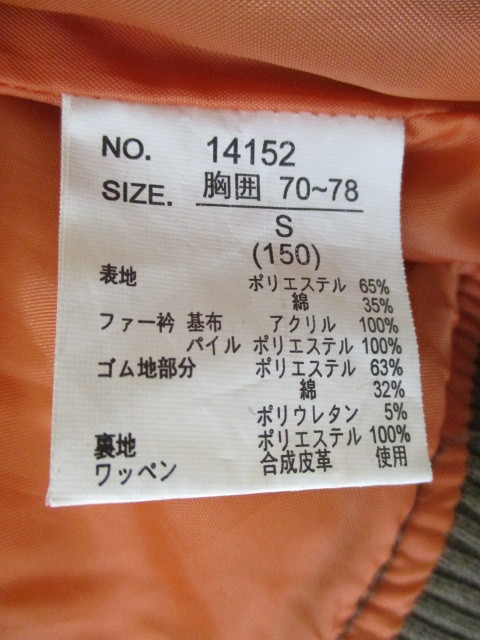 NO. 14152
SIZE. 胸囲 70~78
S
(150)
表地 ポリエステル 65%
綿 35%
ファー衿 基布 アクリル 100%
パイル ポリエステル 100%
ゴム地部分 ポリエステル 63%
綿 32%
ポリウレタン 5%
裏地 ポリエステル 100%
ワッペン 合成皮革 使用